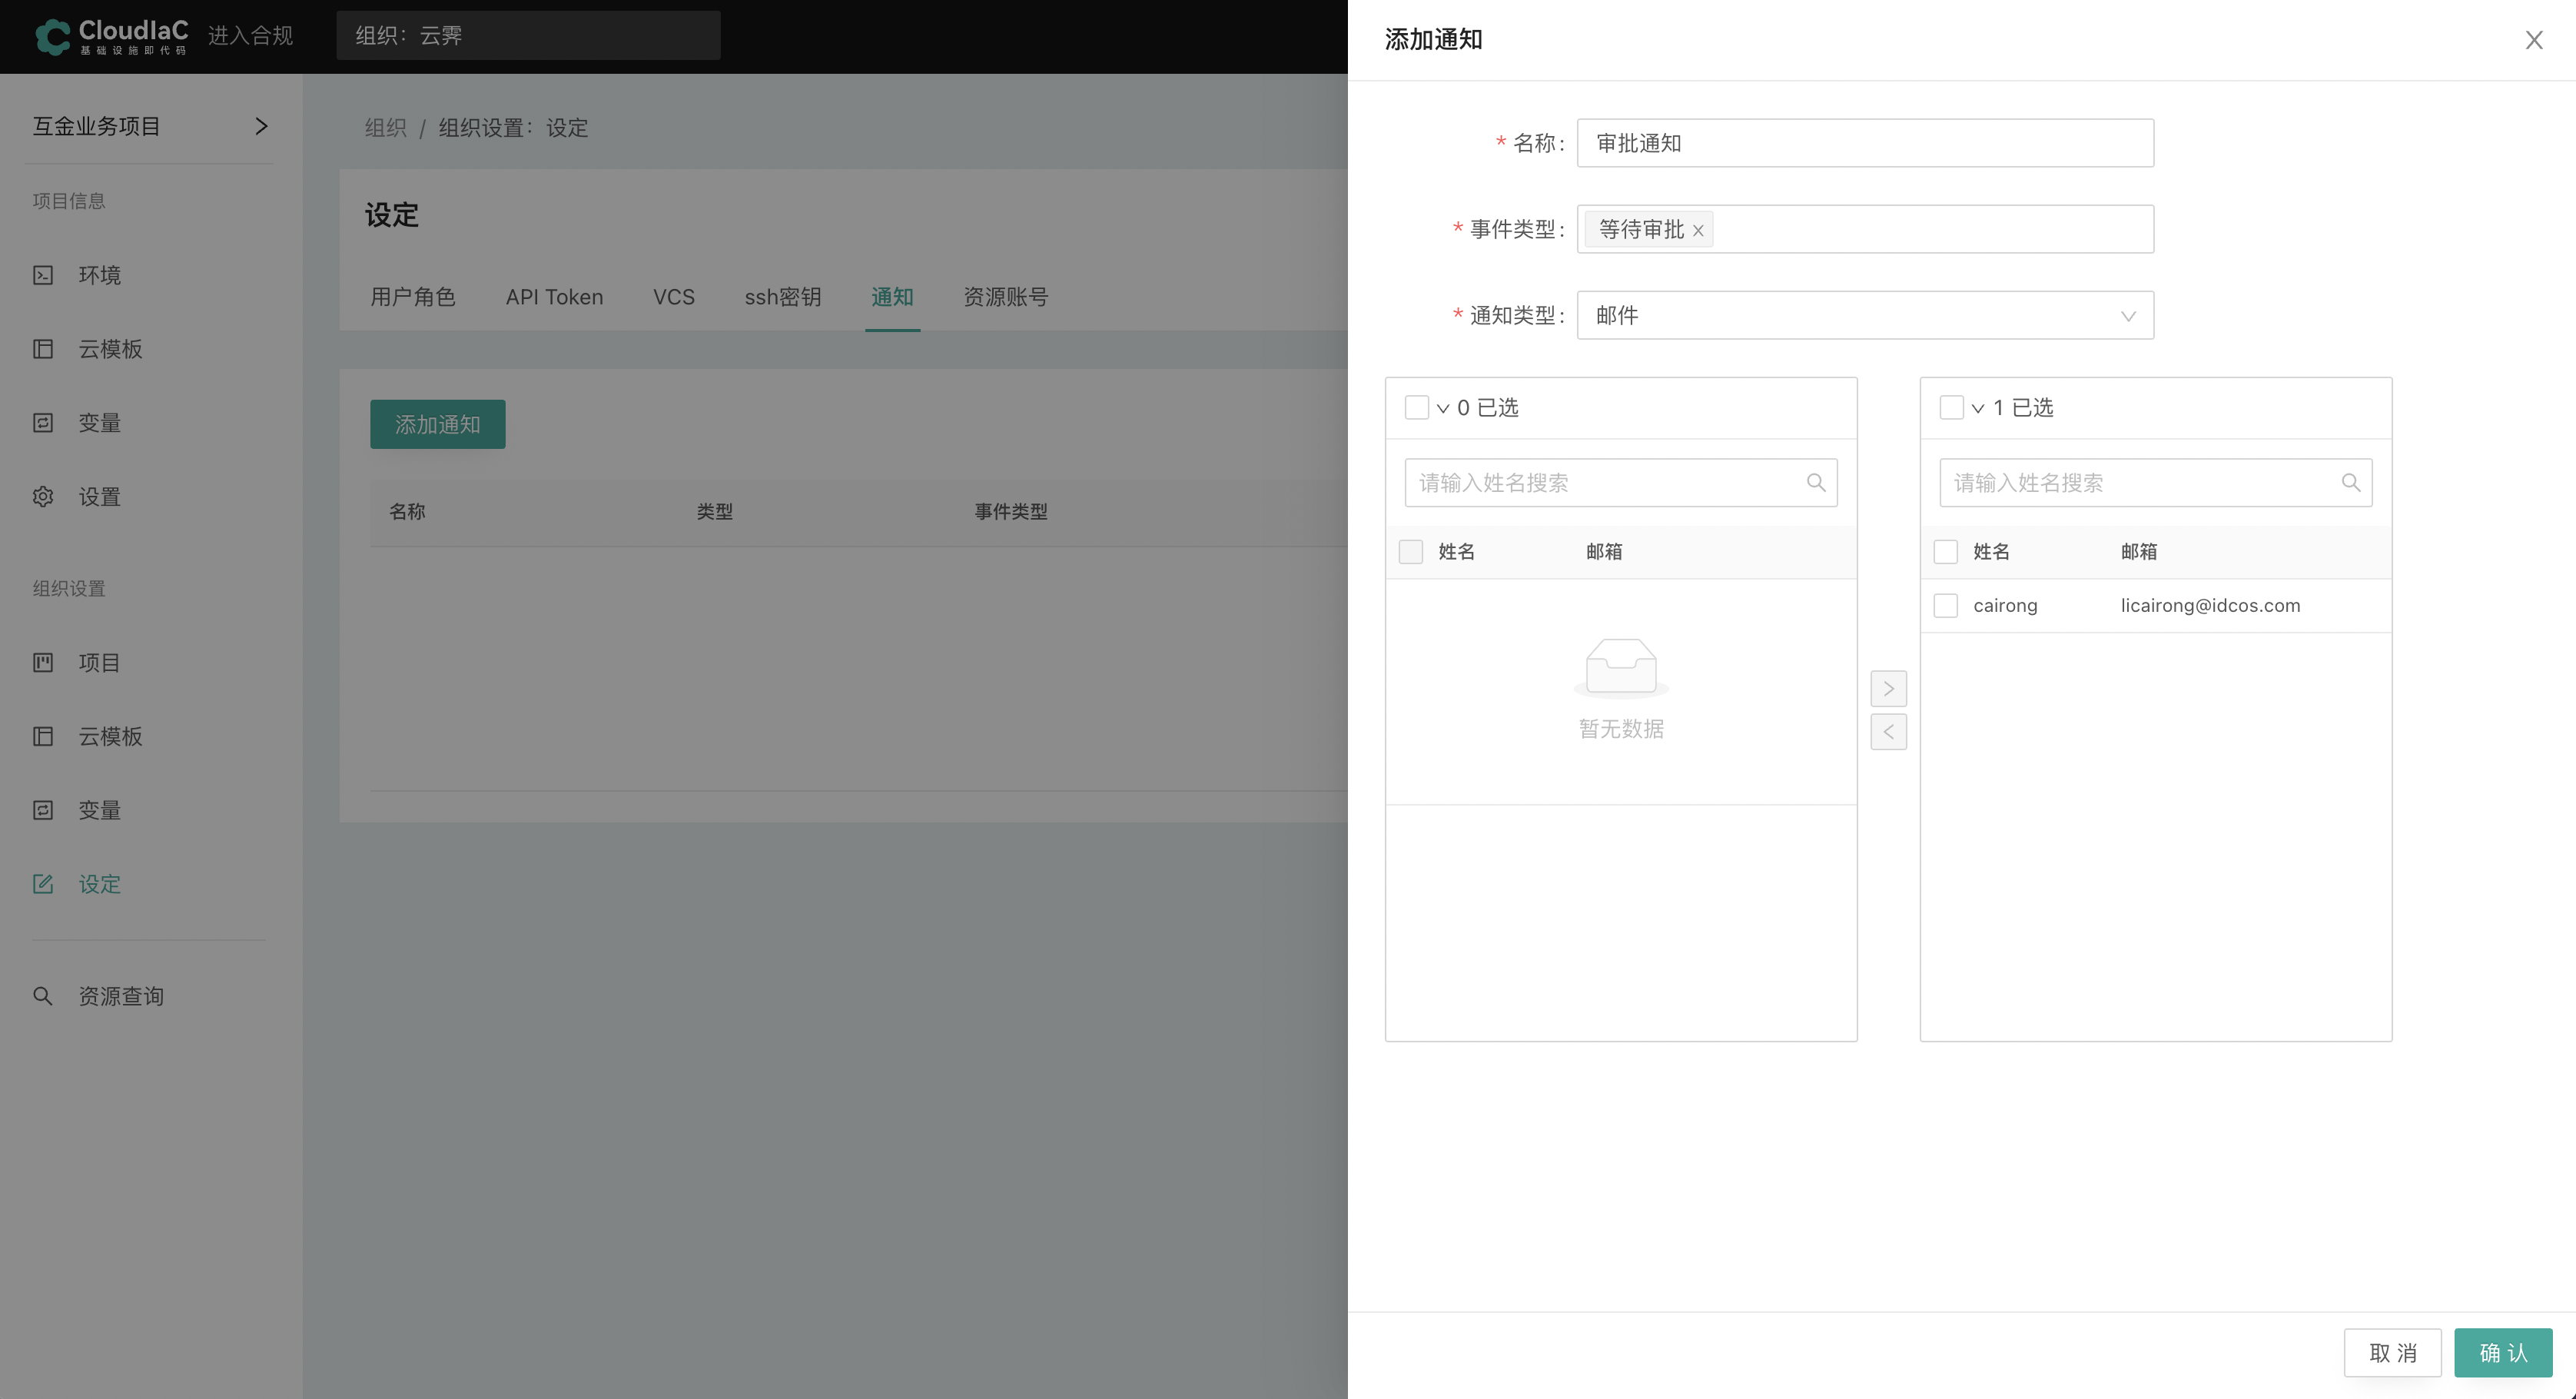 CloudIaC
基础设施即代码
进入合规
组织：云霁
互金业务项目
项目信息
环境
云模板
变量
设置
组织设置
项目
云模板
变量
设定
资源查询
组织 / 组织设置：设定
设定
用户角色 API Token VCS ssh密钥 通知 资源账号
添加通知
名称 类型 事件类型
添加通知
* 名称： 审批通知
* 事件类型： 等待审批
* 通知类型： 邮件
0 已选
请输入姓名搜索
姓名 邮箱
暂无数据
1 已选
请输入姓名搜索
姓名 邮箱
cairong licairong@idcos.com
取 消 确 认